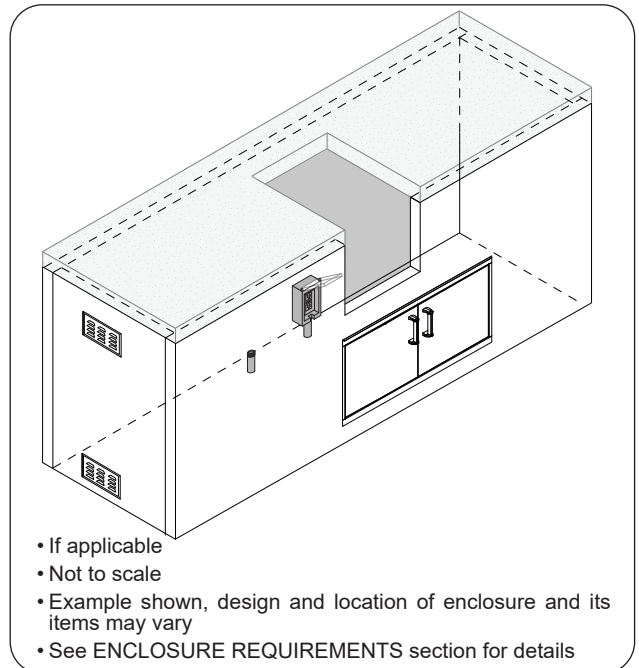 • If applicable
• Not to scale
• Example shown, design and location of enclosure and its
items may vary
• See ENCLOSURE REQUIREMENTS section for details